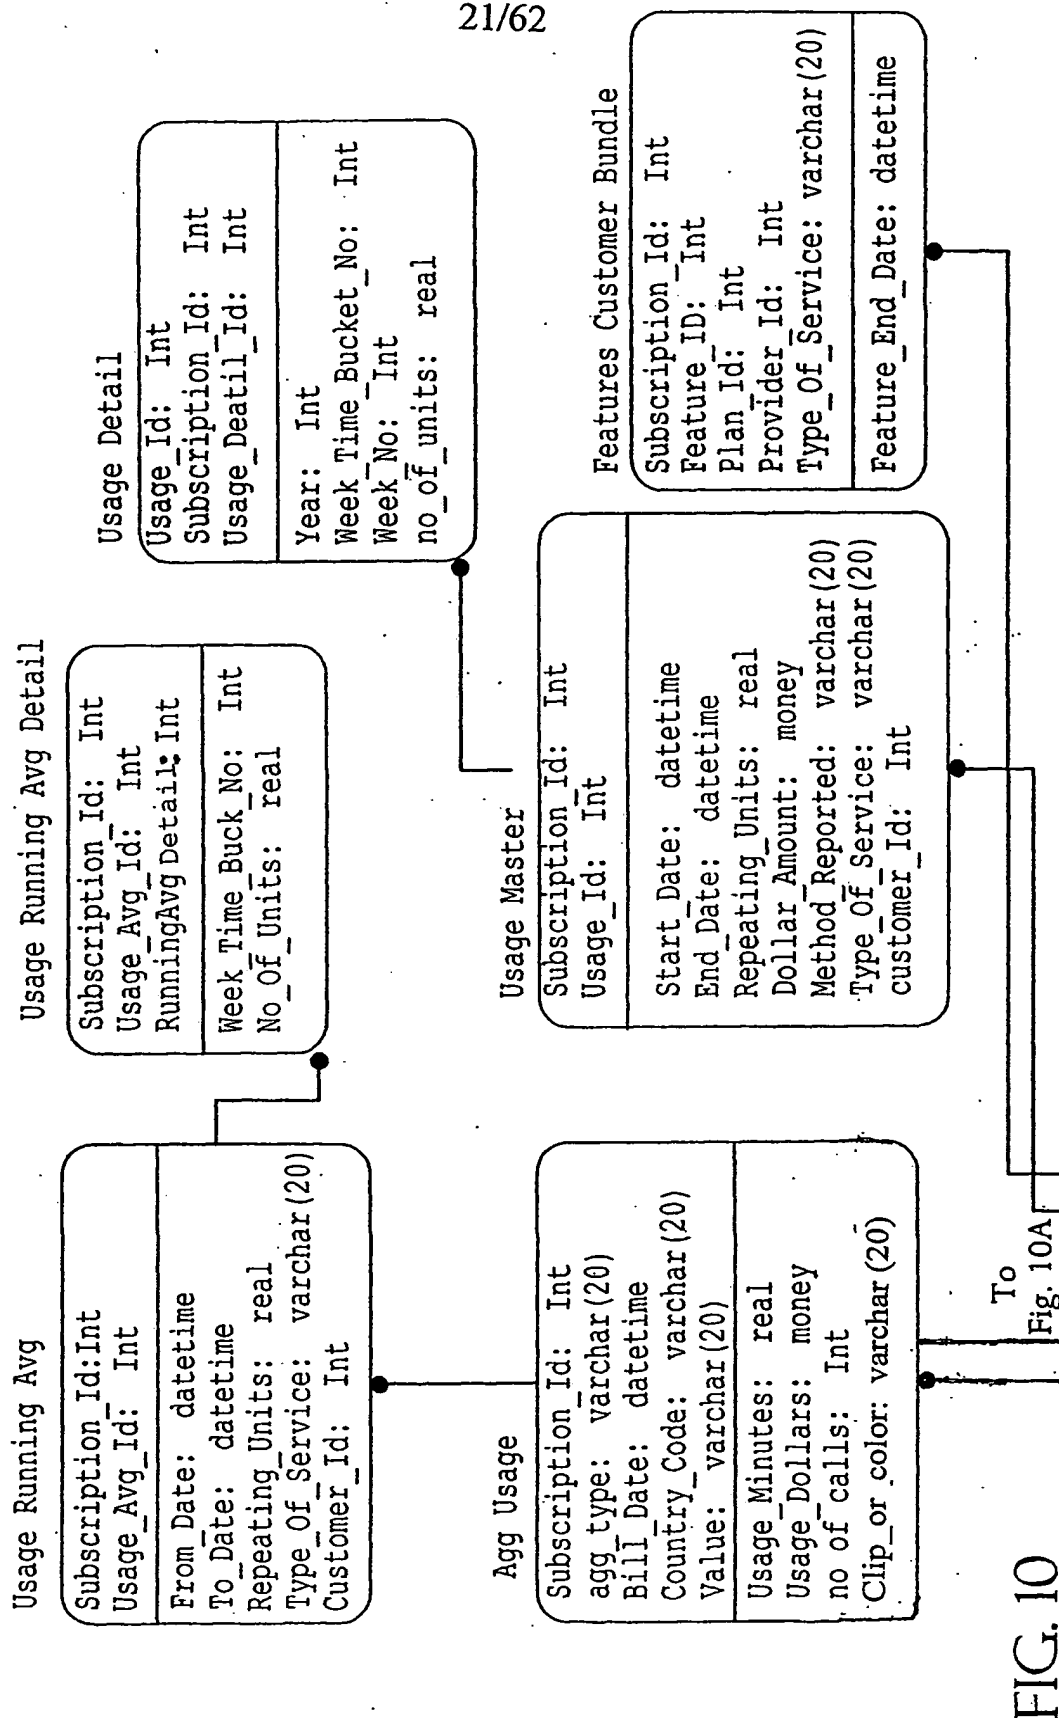 21/62
Usage Running Avg
Subscription_Id:Int
Usage_Avg_Id: Int
From_Date: datetime
To_Date: datetime
Repeating_Units: real
Type_Of_Service: varchar(20)
Customer_Id: Int
Usage Running Avg Detail
Subscription_Id: Int
Usage_Avg_Id: Int
RunningAvgDetail: Int
Week_Time_Buck_No: Int
No_Of_Units: real
Usage Detail
Usage_Id: Int
Subscription_Id: Int
Usage_Deatil_Id: Int
Year: Int
Week_Time_Bucket_No: Int
Week_No: Int
no_of_units: real
Agg Usage
Subscription_Id: Int
agg_type: varchar(20)
Bill_Date: datetime
Country_Code: varchar(20)
Value: varchar(20)
Usage_Minutes: real
Usage_Dollars: money
no_of_calls: Int
Clip_or_color: varchar(20)
Usage Master
Subscription_Id: Int
Usage_Id: Int
Start_Date: datetime
End_Date: datetime
Repeating_Units: real
Dollar_Amount: money
Method_Reported: varchar(20)
Type_Of_Service: varchar(20)
customer_Id: Int
Features Customer Bundle
Subscription_Id: Int
Feature_ID: Int
Plan_Id: Int
Provider_Id: Int
Type_Of_Service: varchar(20)
Feature_End_Date: datetime
To
Fig. 10A
FIG. 10